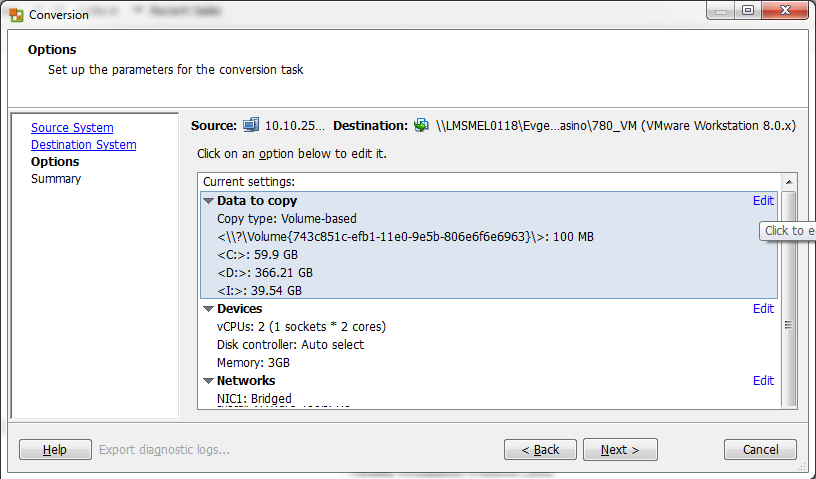 Conversion
Options
Set up the parameters for the conversion task
Source System
Destination System
Options
Summary
Source: 10.10.25... Destination: \\LMSMEL0118\Evge...asino\780_VM (VMware Workstation 8.0.x)
Click on an option below to edit it.
Current settings:
Data to copy Edit
Copy type: Volume-based
<\\?\Volume{743c851c-efb1-11e0-9e5b-806e6f6e6963}\>: 100 MB
<C:>: 59.9 GB
<D:>: 366.21 GB
<I:>: 39.54 GB
Click to e
Devices Edit
vCPUs: 2 (1 sockets * 2 cores)
Disk controller: Auto select
Memory: 3GB
Networks Edit
NIC1: Bridged
Help Export diagnostic logs... < Back Next > Cancel